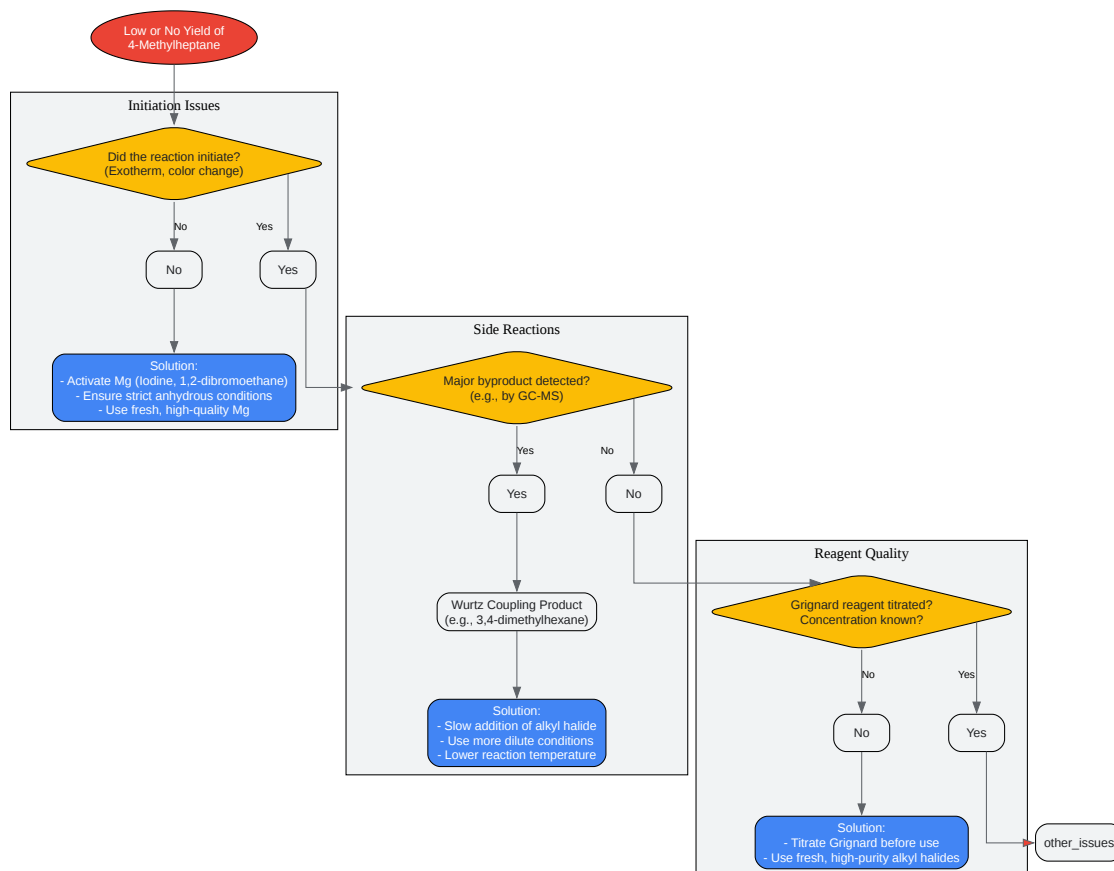 Low or No Yield of
4-Methylheptane
Initiation Issues
Did the reaction initiate?
(Exotherm, color change)
No
Yes
No
Yes
Solution:
- Activate Mg (Iodine, 1,2-dibromoethane)
- Ensure strict anhydrous conditions
- Use fresh, high-quality Mg
Side Reactions
Major byproduct detected?
(e.g., by GC-MS)
Yes
No
Yes
No
Wurtz Coupling Product
(e.g., 3,4-dimethylhexane)
Solution:
- Slow addition of alkyl halide
- Use more dilute conditions
- Lower reaction temperature
Reagent Quality
Grignard reagent titrated?
Concentration known?
No
Yes
No
Yes
Solution:
- Titrate Grignard before use
- Use fresh, high-purity alkyl halides
other_issues